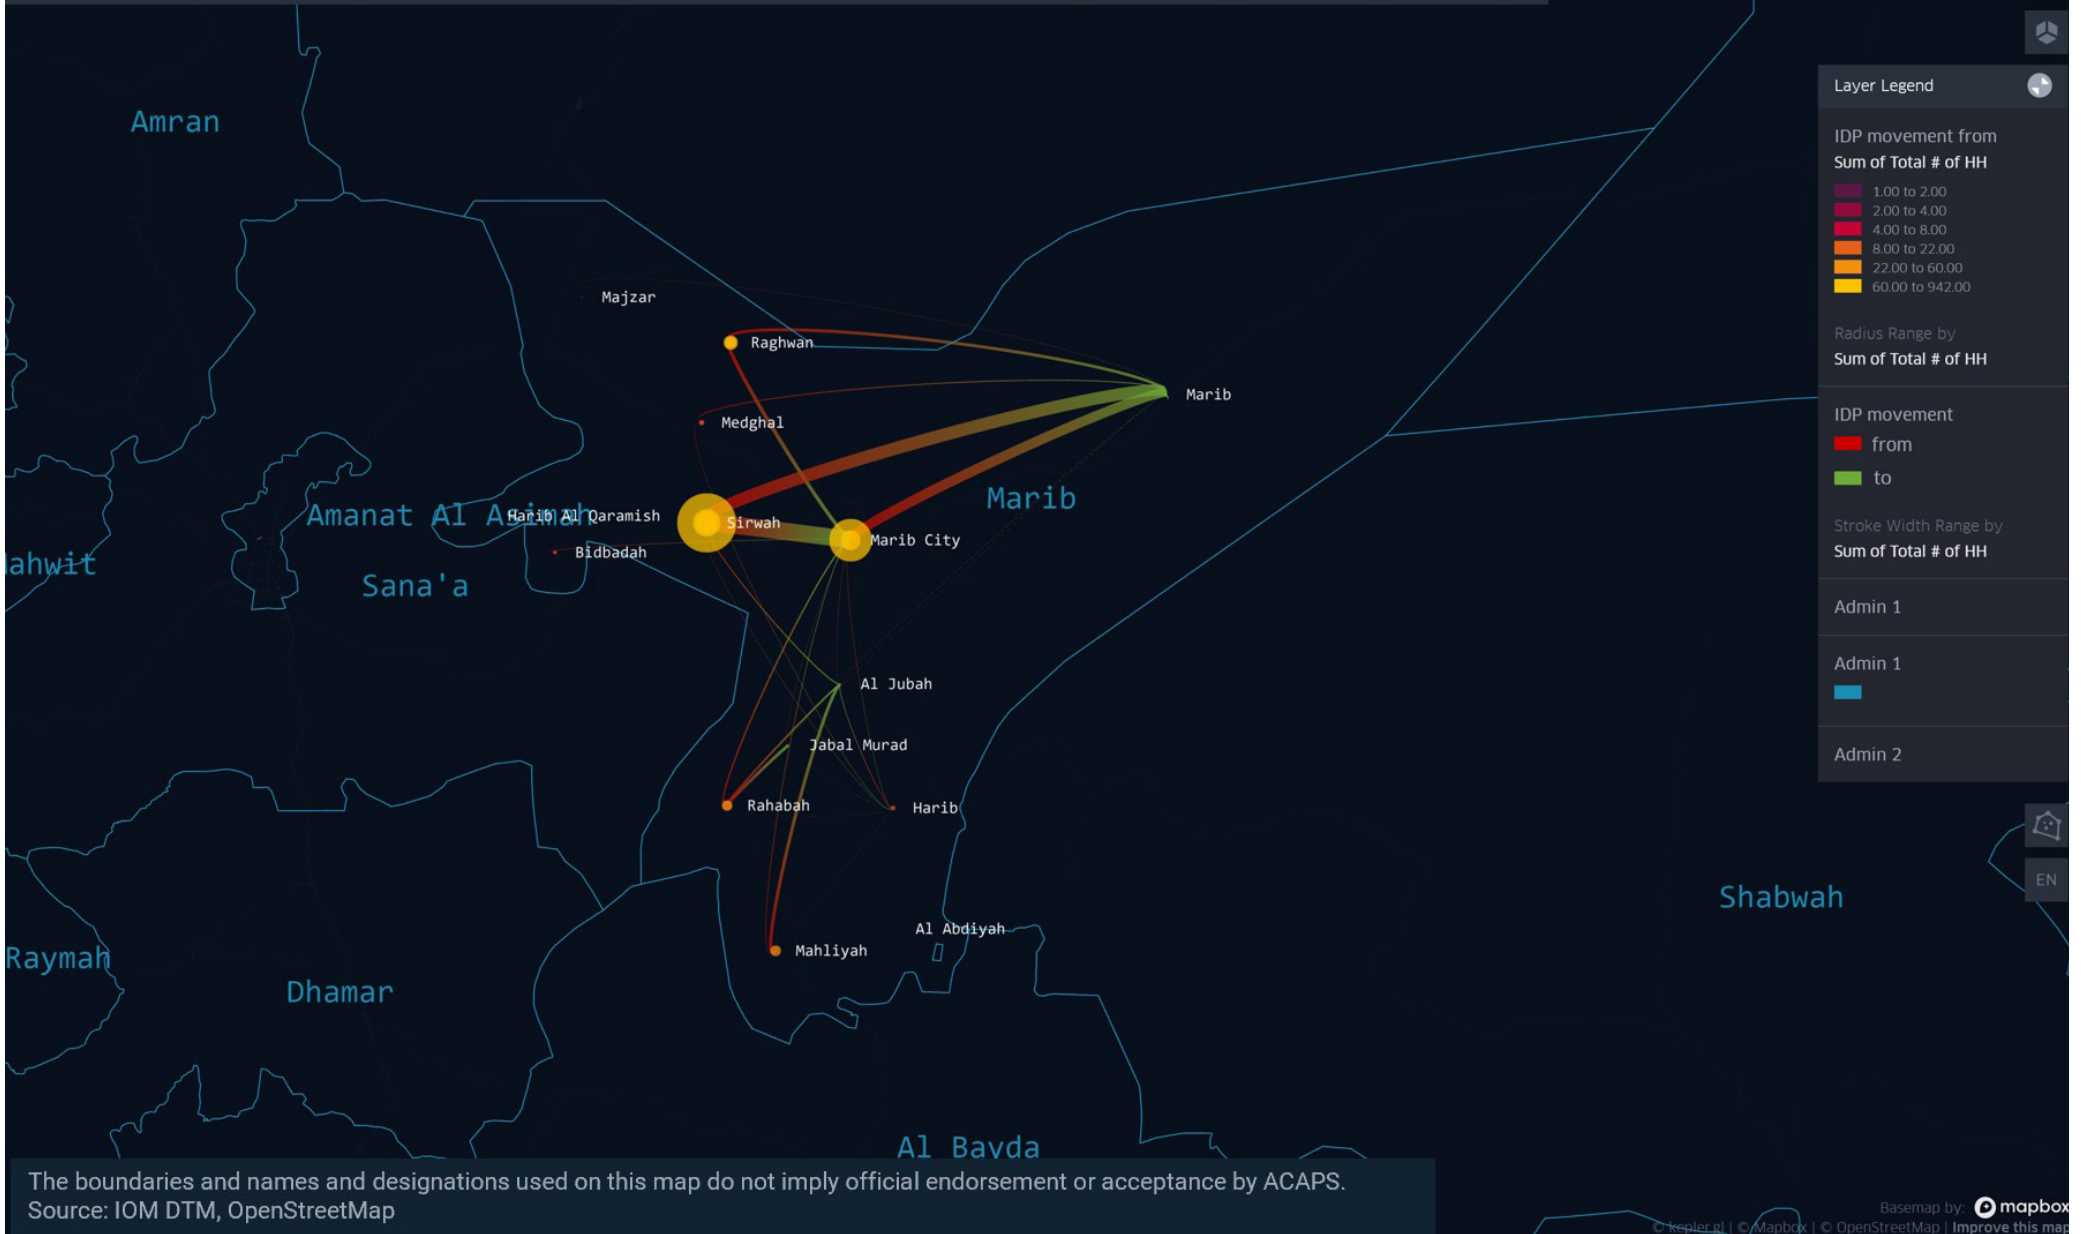 Amran
Majzar
Raghwan
Marib
Medghal
Marib
Amanat Al Asimah
Harib Al Qaramish
Sirwah
Marib City
Bidbadah
ahwit
Sana'a
Al Jubah
Jabal Murad
Rahabah
Harib
Shabwah
Al Abdiyah
Mahliyah
Raymah
Dhamar
Al Bayda
Layer Legend
IDP movement from
Sum of Total # of HH
1.00 to 2.00
2.00 to 4.00
4.00 to 8.00
8.00 to 22.00
22.00 to 60.00
60.00 to 942.00
Radius Range by
Sum of Total # of HH
IDP movement
from
to
Stroke Width Range by
Sum of Total # of HH
Admin 1
Admin 1
Admin 2
EN
The boundaries and names and designations used on this map do not imply official endorsement or acceptance by ACAPS.
Source: IOM DTM, OpenStreetMap
Basemap by: mapbox
© kepler.gl | © Mapbox | © OpenStreetMap | Improve this map